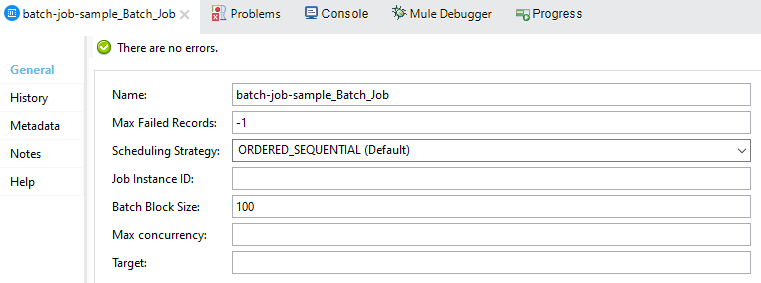 batch-job-sample_Batch_Job Problems Console Mule Debugger Progress
There are no errors.
General
History
Metadata
Notes
Help
Name: batch-job-sample_Batch_Job
Max Failed Records: -1
Scheduling Strategy: ORDERED_SEQUENTIAL (Default)
Job Instance ID:
Batch Block Size: 100
Max concurrency:
Target: